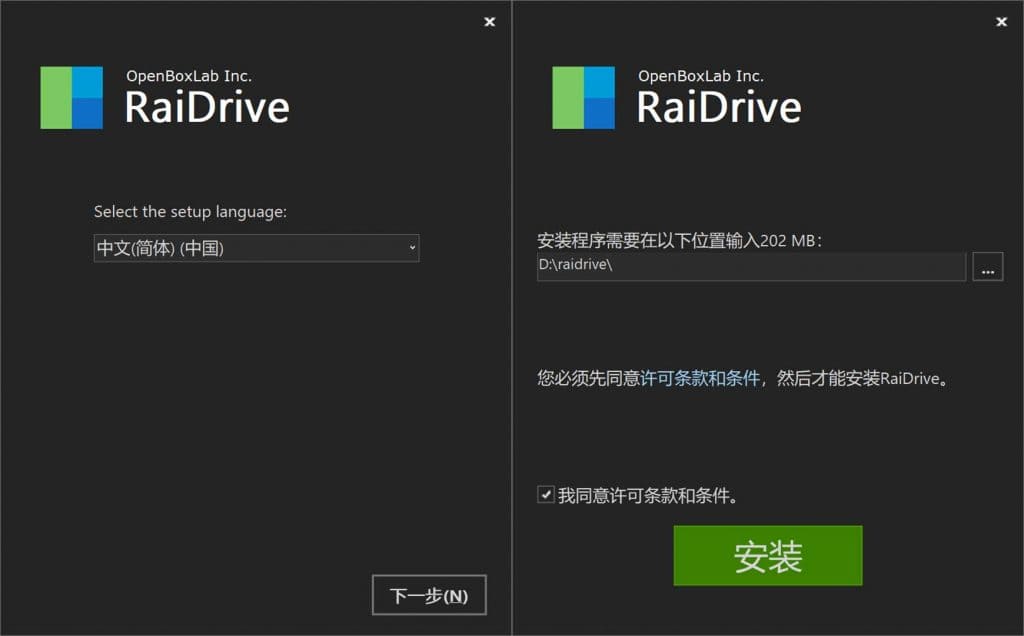 OpenBoxLab Inc.
RaiDrive
Select the setup language:
中文(简体) (中国)
下一步(N)
OpenBoxLab Inc.
RaiDrive
安装程序需要在以下位置输入202 MB：
D:\raidrive\
...
您必须先同意许可条款和条件，然后才能安装RaiDrive。
我同意许可条款和条件。
安装